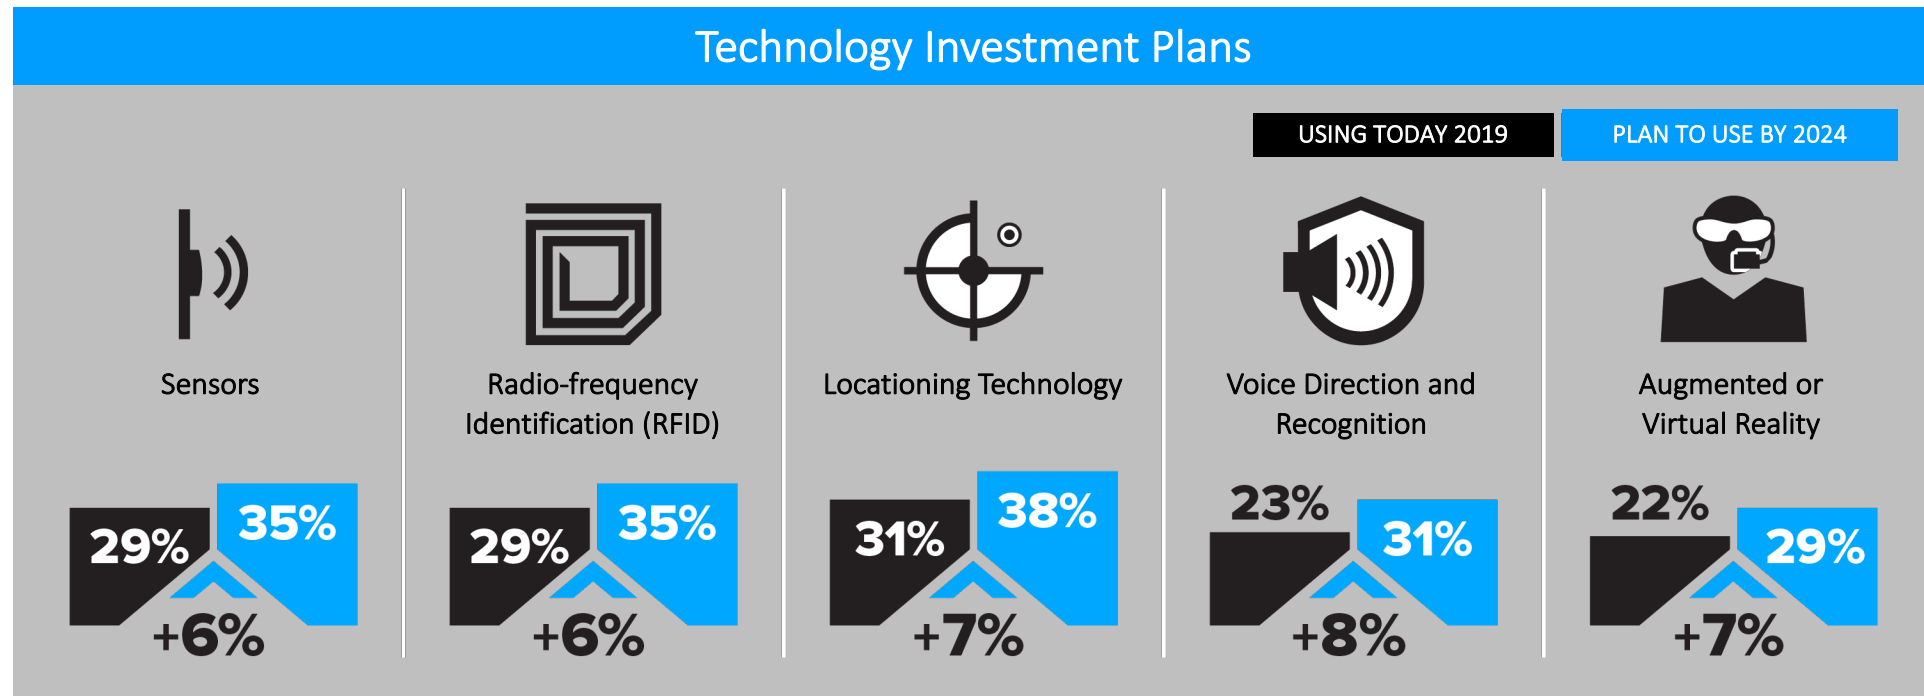 Technology Investment Plans
USING TODAY 2019
PLAN TO USE BY 2024
Sensors
29%
35%
+6%
Radio-frequency
Identification (RFID)
29%
35%
+6%
Locationing Technology
31%
38%
+7%
Voice Direction and
Recognition
23%
31%
+8%
Augmented or
Virtual Reality
22%
29%
+7%